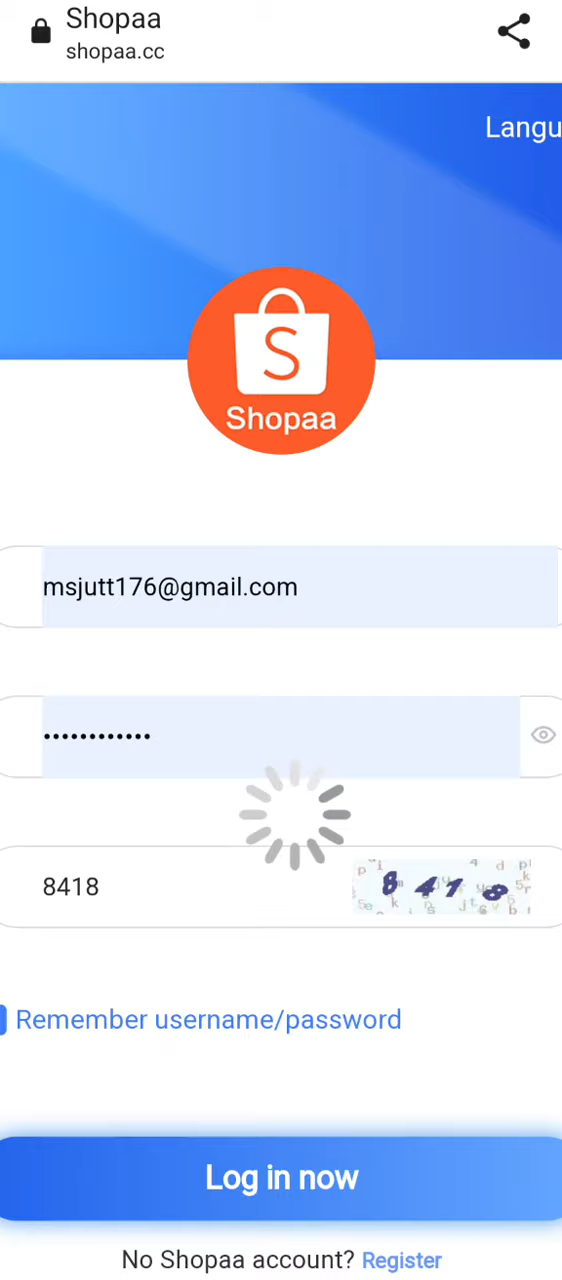 Shopaa
shopaa.cc
Langu
S
Shopaa
msjutt176@gmail.com
••••••••••••
8418
8418
Remember username/password
Log in now
No Shopaa account? Register